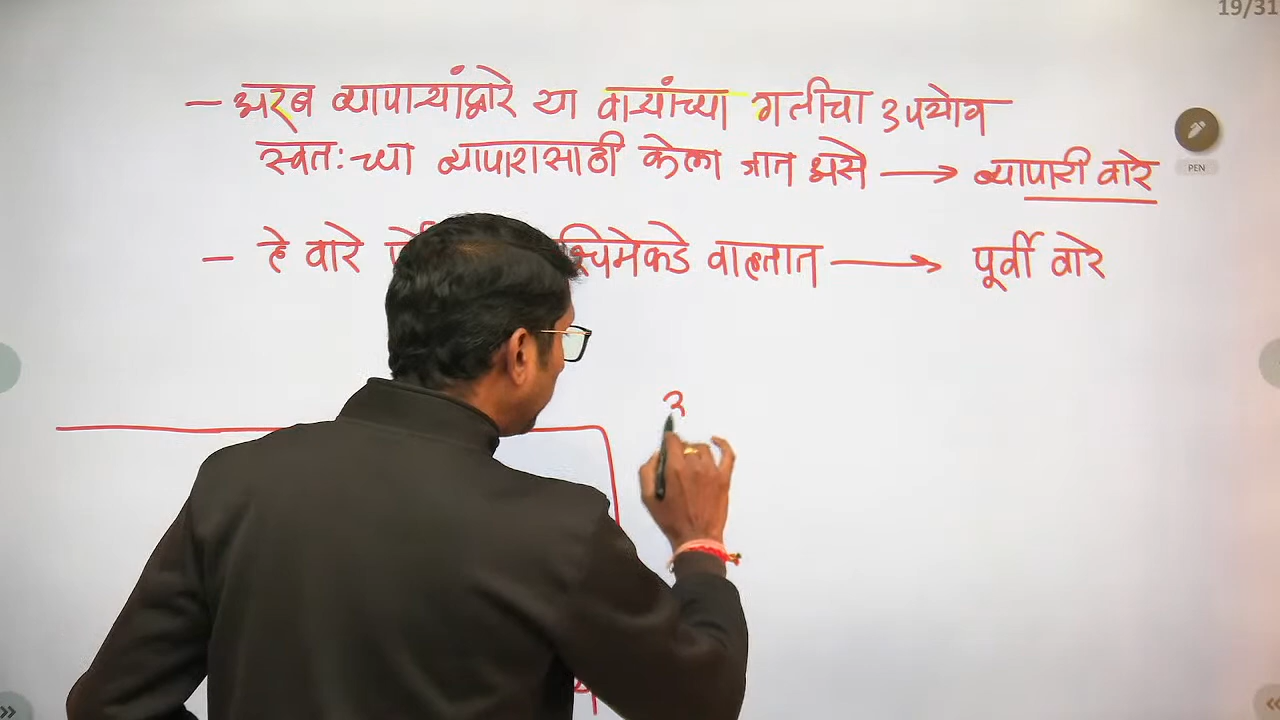 19/31
– अरब व्यापाऱ्यांद्वारे या वाऱ्यांच्या गतीचा उपयोग
स्वतःच्या व्यापारासाठी केला जात असे → व्यापारी वारे
PEN
– हे वारे पश्चिमेकडे वाहतात → पूर्वी वारे